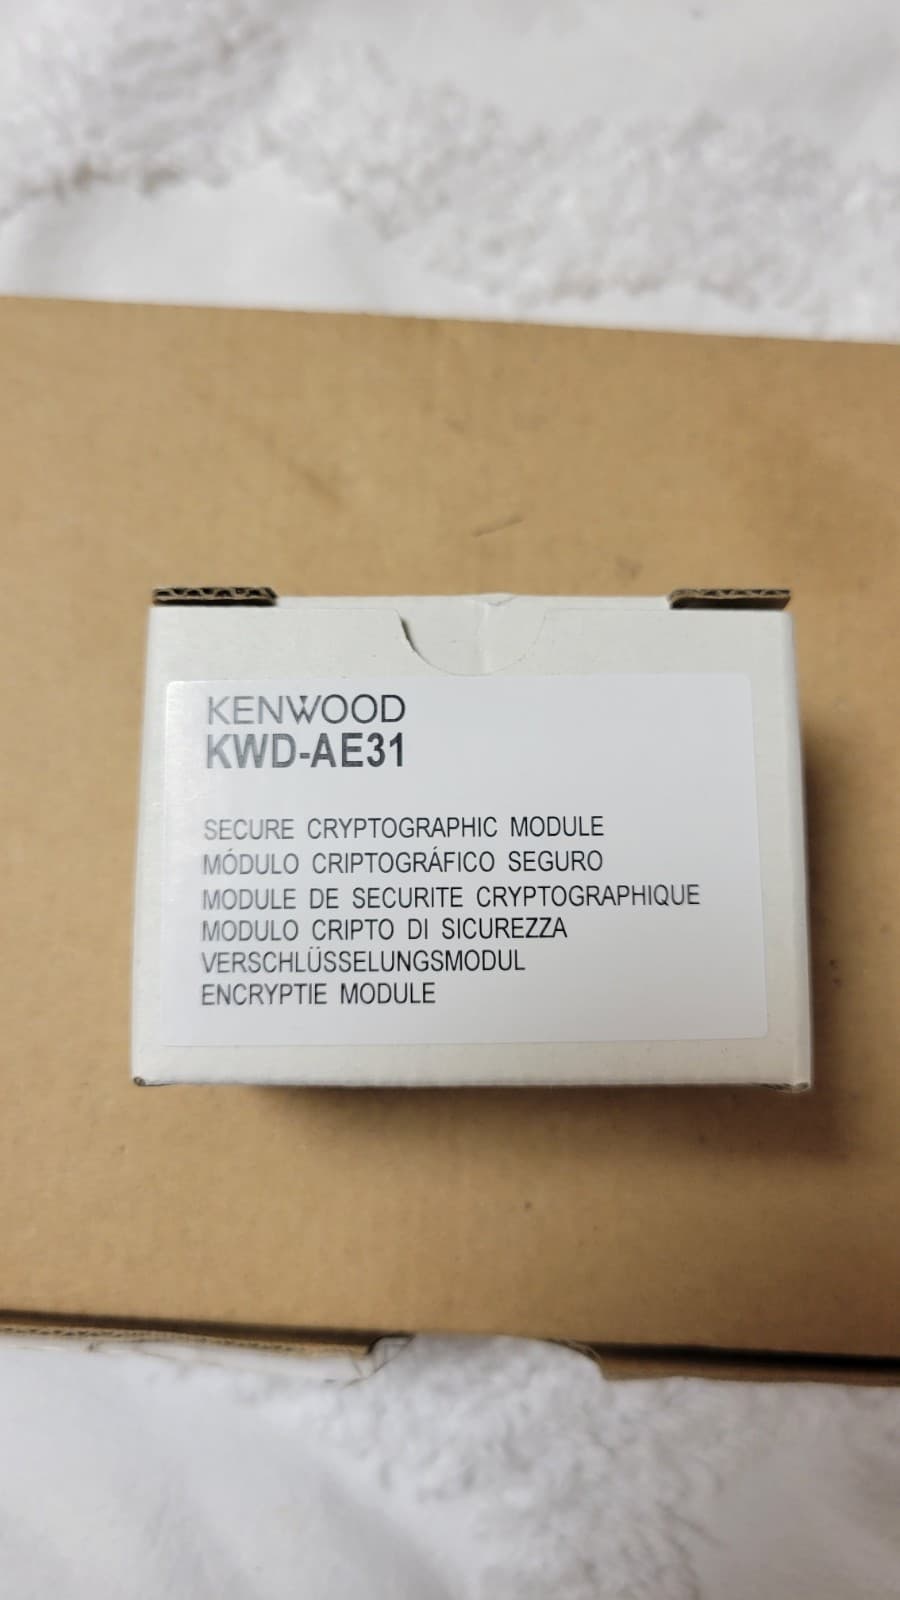 KENWOOD
KWD-AE31
SECURE CRYPTOGRAPHIC MODULE
MÓDULO CRIPTOGRÁFICO SEGURO
MODULE DE SECURITE CRYPTOGRAPHIQUE
MODULO CRIPTO DI SICUREZZA
VERSCHLÜSSELUNGSMODUL
ENCRYPTIE MODULE